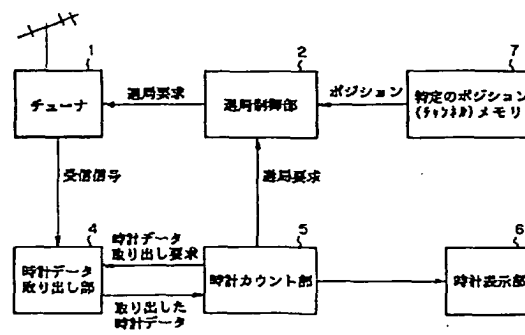 1
チューナ
選局要求
2
選局制御部
ポジション
7
特定のポジション
(チャンネル)メモリ
受信信号
選局要求
4
時計データ
取り出し部
時計データ
取り出し要求
取り出した
時計データ
5
時計カウント部
6
時計表示部